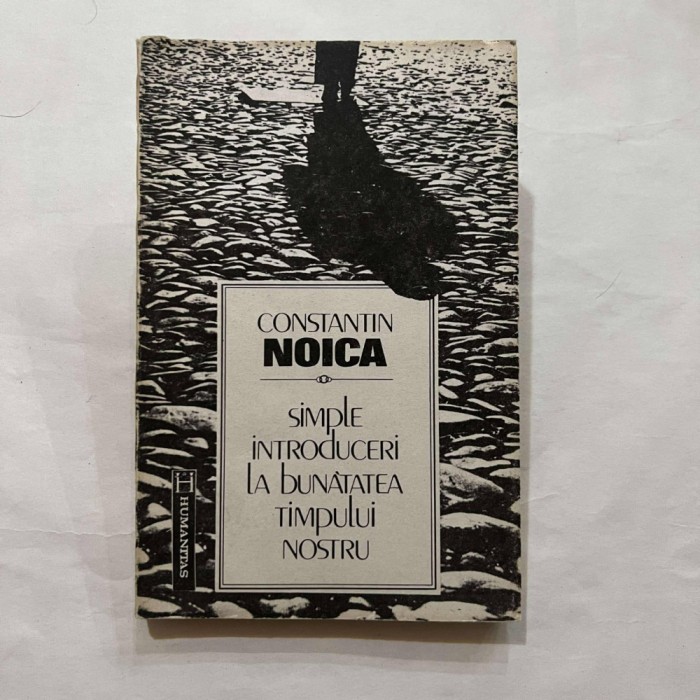 CONSTANTIN
NOICA
simple
introduceri
la bunătatea
timpului
nostru
HUMANITAS